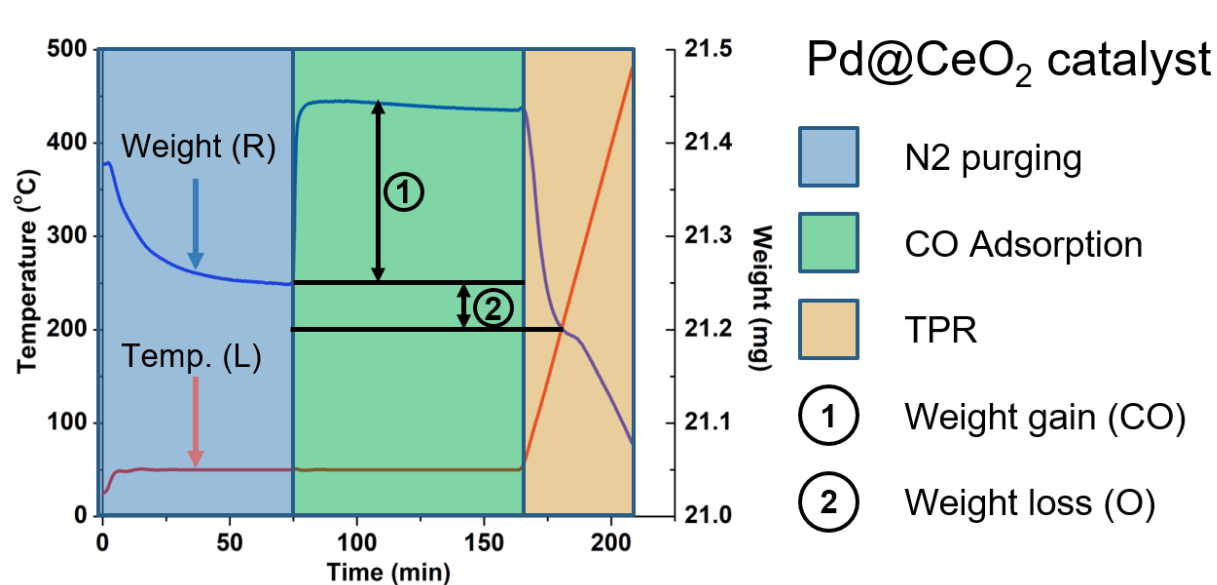 500
400
300
200
100
0
Temperature (°C)
0
50
100
150
200
Time (min)
21.5
21.4
21.3
21.2
21.1
21.0
Weight (mg)
Weight (R)
Temp. (L)
1
2
Pd@CeO₂ catalyst
N2 purging
CO Adsorption
TPR
1 Weight gain (CO)
2 Weight loss (O)